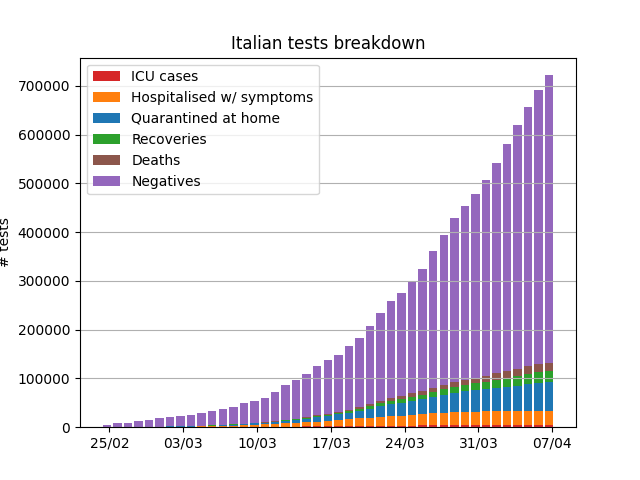 Italian tests breakdown
ICU cases
Hospitalised w/ symptoms
Quarantined at home
Recoveries
Deaths
Negatives
# tests
700000
600000
500000
400000
300000
200000
100000
0
25/02 03/03 10/03 17/03 24/03 31/03 07/04